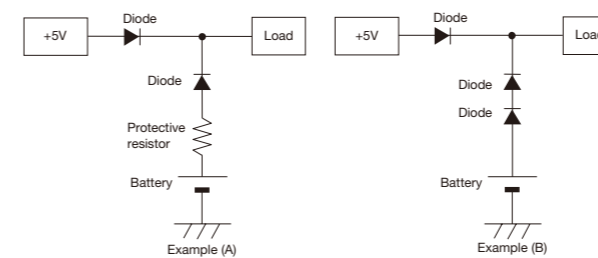 Diode
+5V
Load
Diode
Protective
resistor
Battery
Example (A)
Diode
+5V
Diode
Diode
Battery
Example (B)